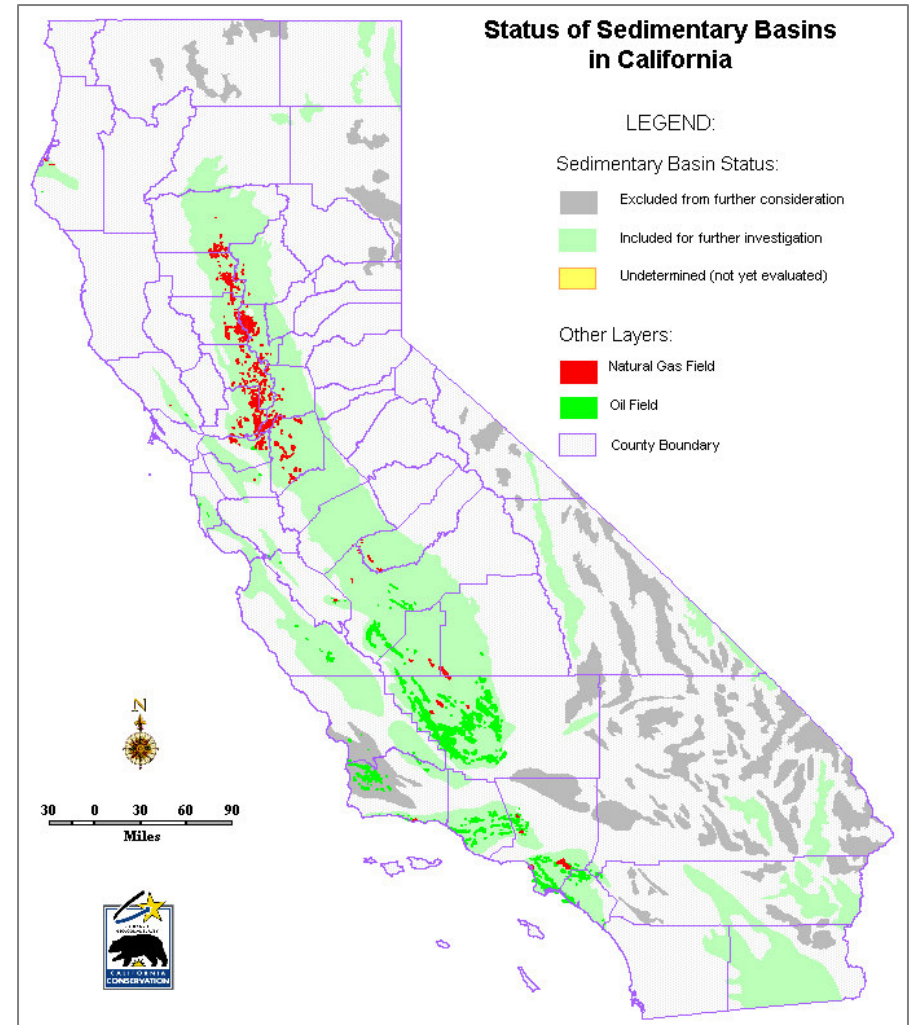 Status of Sedimentary Basins
in California
LEGEND:
Sedimentary Basin Status:
Excluded from further consideration
Included for further investigation
Undetermined (not yet evaluated)
Other Layers:
Natural Gas Field
Oil Field
County Boundary
N
30 0 30 60 90
Miles
CALIFORNIA
CONSERVATION